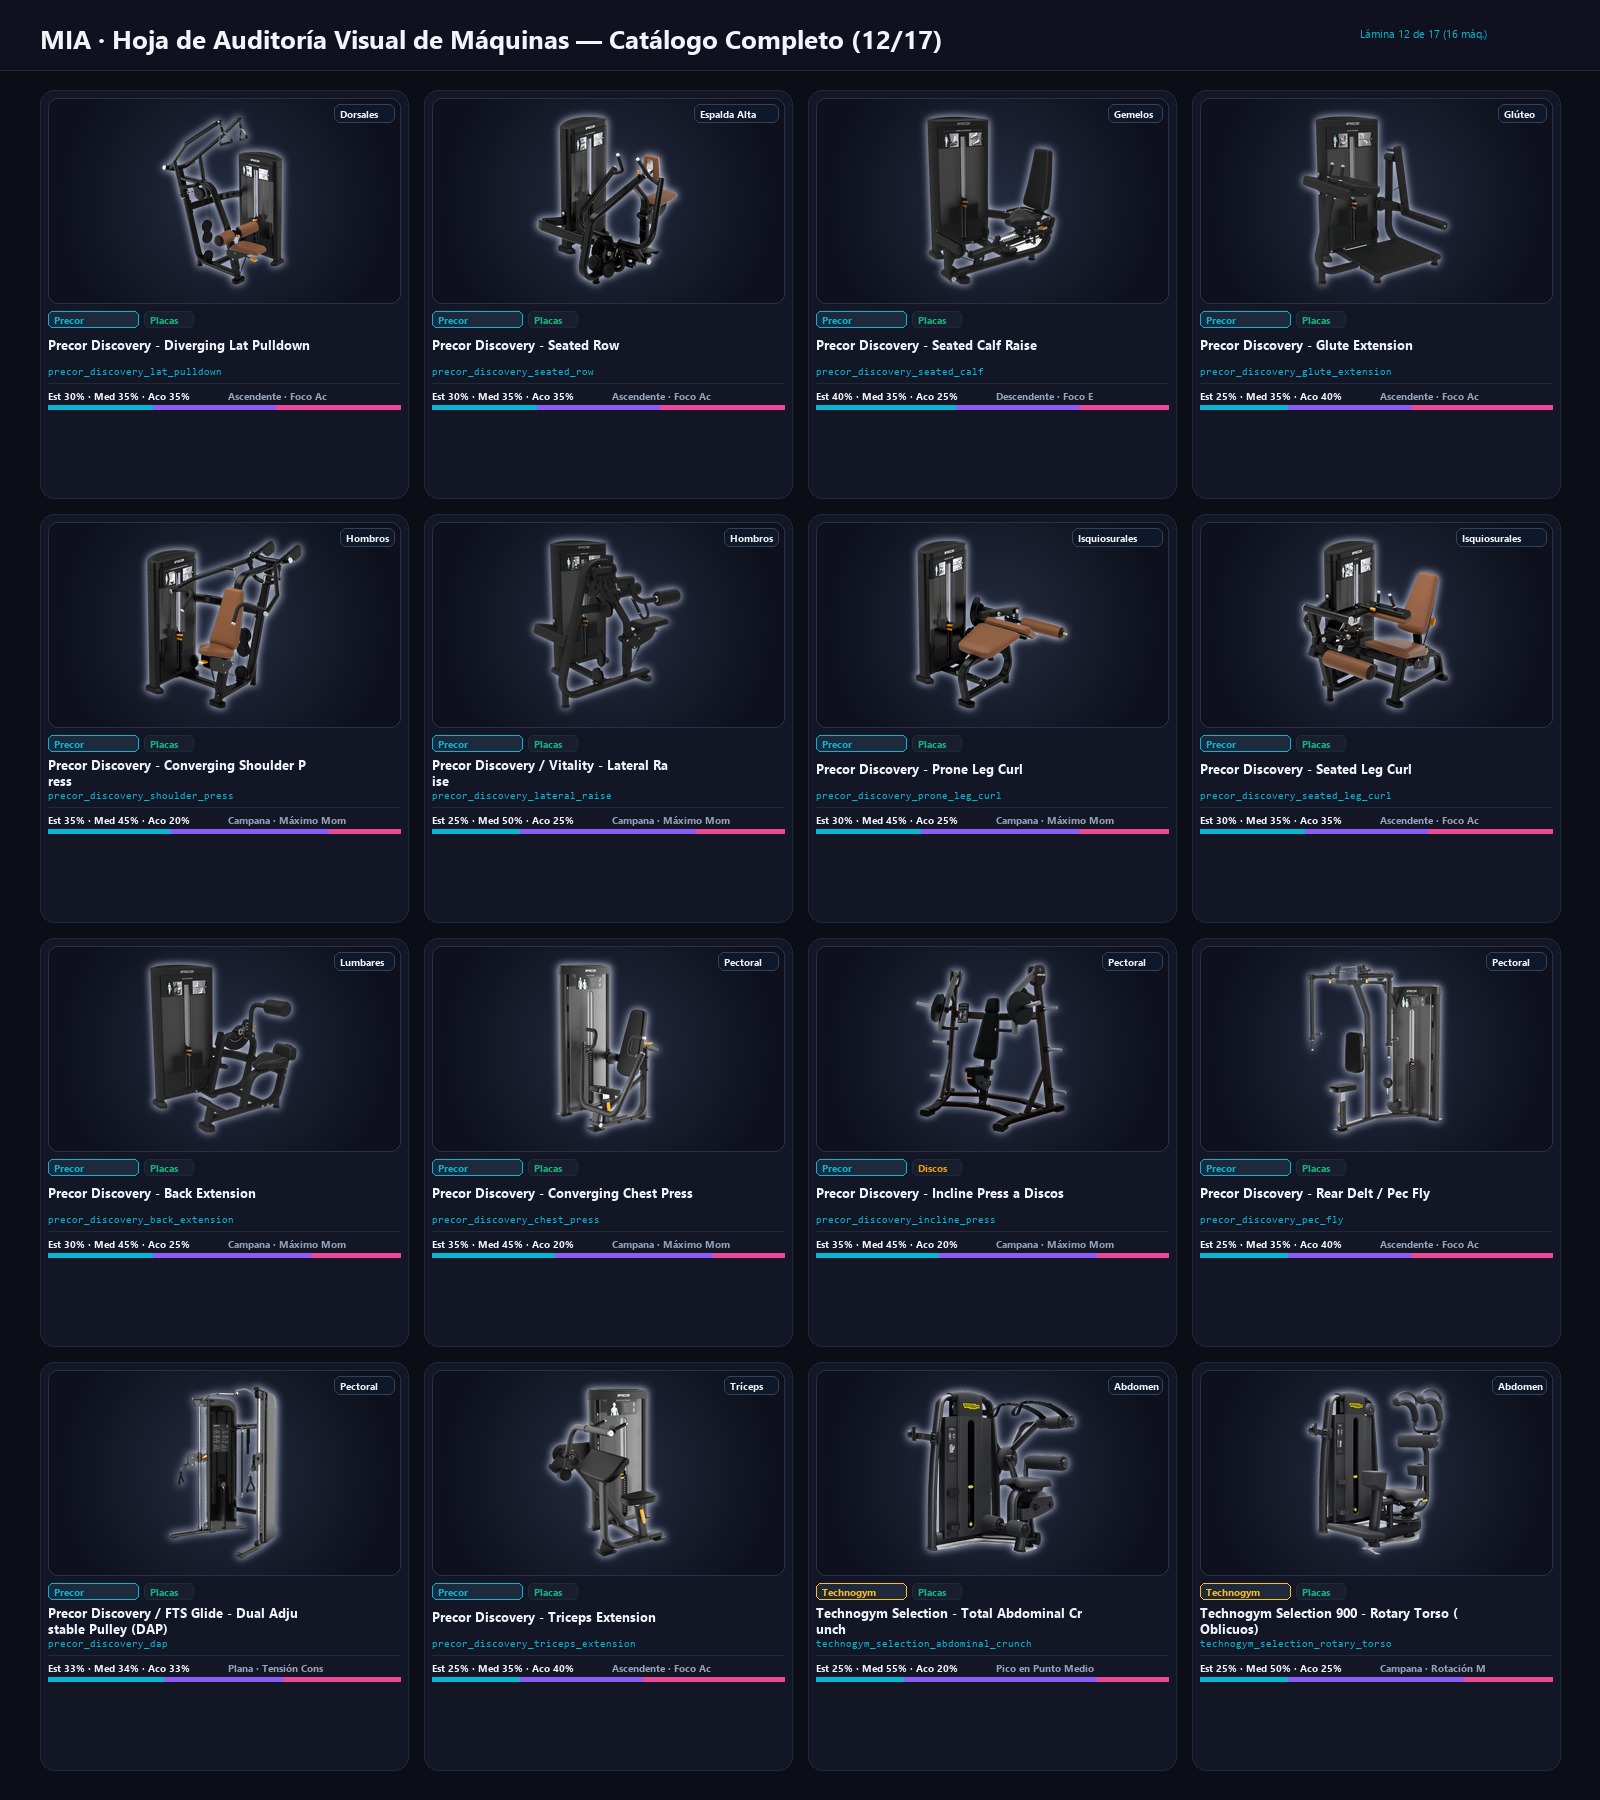 MIA · Hoja de Auditoría Visual de Máquinas — Catálogo Completo (12/17)
Lámina 12 de 17 (16 máq.)
Dorsales
Precor
Placas
Precor Discovery - Diverging Lat Pulldown
precor_discovery_lat_pulldown
Est 30% · Med 35% · Aco 35%
Ascendente · Foco Ac
Espalda Alta
Precor
Placas
Precor Discovery - Seated Row
precor_discovery_seated_row
Est 30% · Med 35% · Aco 35%
Ascendente · Foco Ac
Gemelos
Precor
Placas
Precor Discovery - Seated Calf Raise
precor_discovery_seated_calf
Est 40% · Med 35% · Aco 25%
Descendente · Foco E
Glúteo
Precor
Placas
Precor Discovery - Glute Extension
precor_discovery_glute_extension
Est 25% · Med 35% · Aco 40%
Ascendente · Foco Ac
Hombros
Precor
Placas
Precor Discovery - Converging Shoulder P
ress
precor_discovery_shoulder_press
Est 35% · Med 45% · Aco 20%
Campana · Máximo Mom
Hombros
Precor
Placas
Precor Discovery / Vitality - Lateral Ra
ise
precor_discovery_lateral_raise
Est 25% · Med 50% · Aco 25%
Campana · Máximo Mom
Isquiosurales
Precor
Placas
Precor Discovery - Prone Leg Curl
precor_discovery_prone_leg_curl
Est 30% · Med 45% · Aco 25%
Campana · Máximo Mom
Isquiosurales
Precor
Placas
Precor Discovery - Seated Leg Curl
precor_discovery_seated_leg_curl
Est 30% · Med 35% · Aco 35%
Ascendente · Foco Ac
Lumbares
Precor
Placas
Precor Discovery - Back Extension
precor_discovery_back_extension
Est 30% · Med 45% · Aco 25%
Campana · Máximo Mom
Pectoral
Precor
Placas
Precor Discovery - Converging Chest Press
precor_discovery_chest_press
Est 35% · Med 45% · Aco 20%
Campana · Máximo Mom
Pectoral
Precor
Discos
Precor Discovery - Incline Press a Discos
precor_discovery_incline_press
Est 35% · Med 45% · Aco 20%
Campana · Máximo Mom
Pectoral
Precor
Placas
Precor Discovery - Rear Delt / Pec Fly
precor_discovery_pec_fly
Est 25% · Med 35% · Aco 40%
Ascendente · Foco Ac
Pectoral
Precor
Placas
Precor Discovery / FTS Glide - Dual Adju
stable Pulley (DAP)
precor_discovery_dap
Est 33% · Med 34% · Aco 33%
Plana · Tensión Cons
Tríceps
Precor
Placas
Precor Discovery - Triceps Extension
precor_discovery_triceps_extension
Est 25% · Med 35% · Aco 40%
Ascendente · Foco Ac
Abdomen
Technogym
Placas
Technogym Selection - Total Abdominal Cr
unch
technogym_selection_abdominal_crunch
Est 25% · Med 55% · Aco 20%
Pico en Punto Medio
Abdomen
Technogym
Placas
Technogym Selection 900 - Rotary Torso (
Oblicuos)
technogym_selection_rotary_torso
Est 25% · Med 50% · Aco 25%
Campana · Rotación M